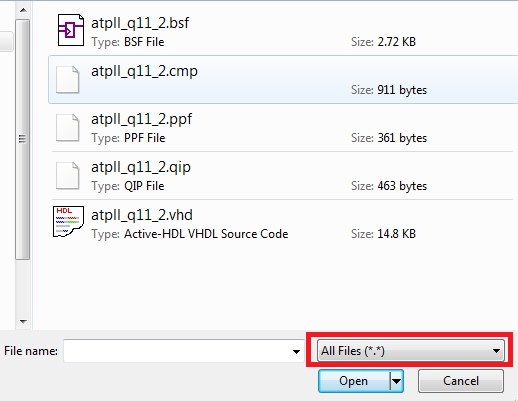 atpll_q11_2.bsf
Type: BSF File Size: 2.72 KB
atpll_q11_2.cmp
Size: 911 bytes
atpll_q11_2.ppf
Type: PPF File Size: 361 bytes
atpll_q11_2.qip
Type: QIP File Size: 463 bytes
HDL
atpll_q11_2.vhd
Type: Active-HDL VHDL Source Code Size: 14.8 KB
File name: All Files (*.*)
Open Cancel